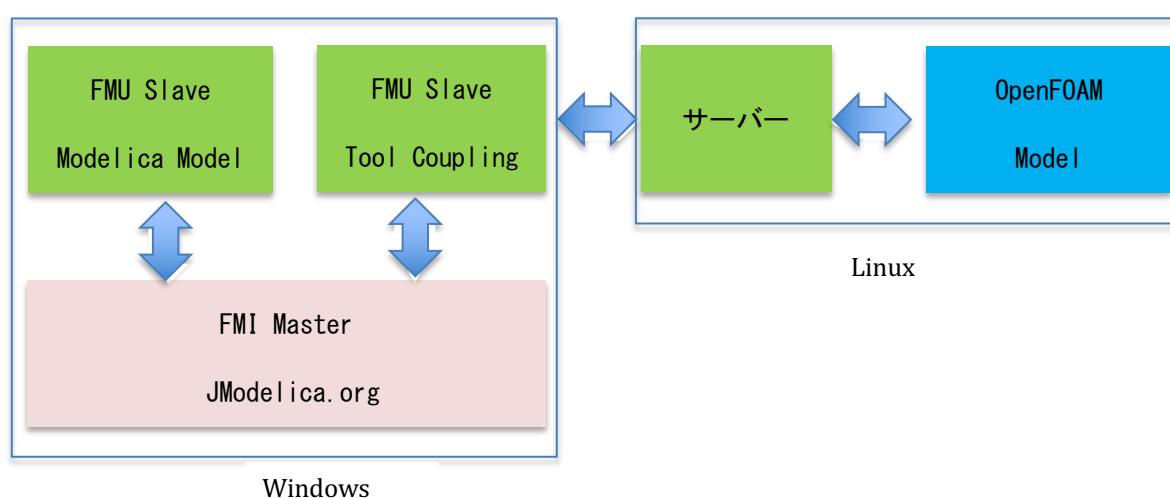 FMU Slave
Modelica Model
FMU Slave
Tool Coupling
サーバー
OpenFOAM
Model
FMI Master
JModelica.org
Linux
Windows